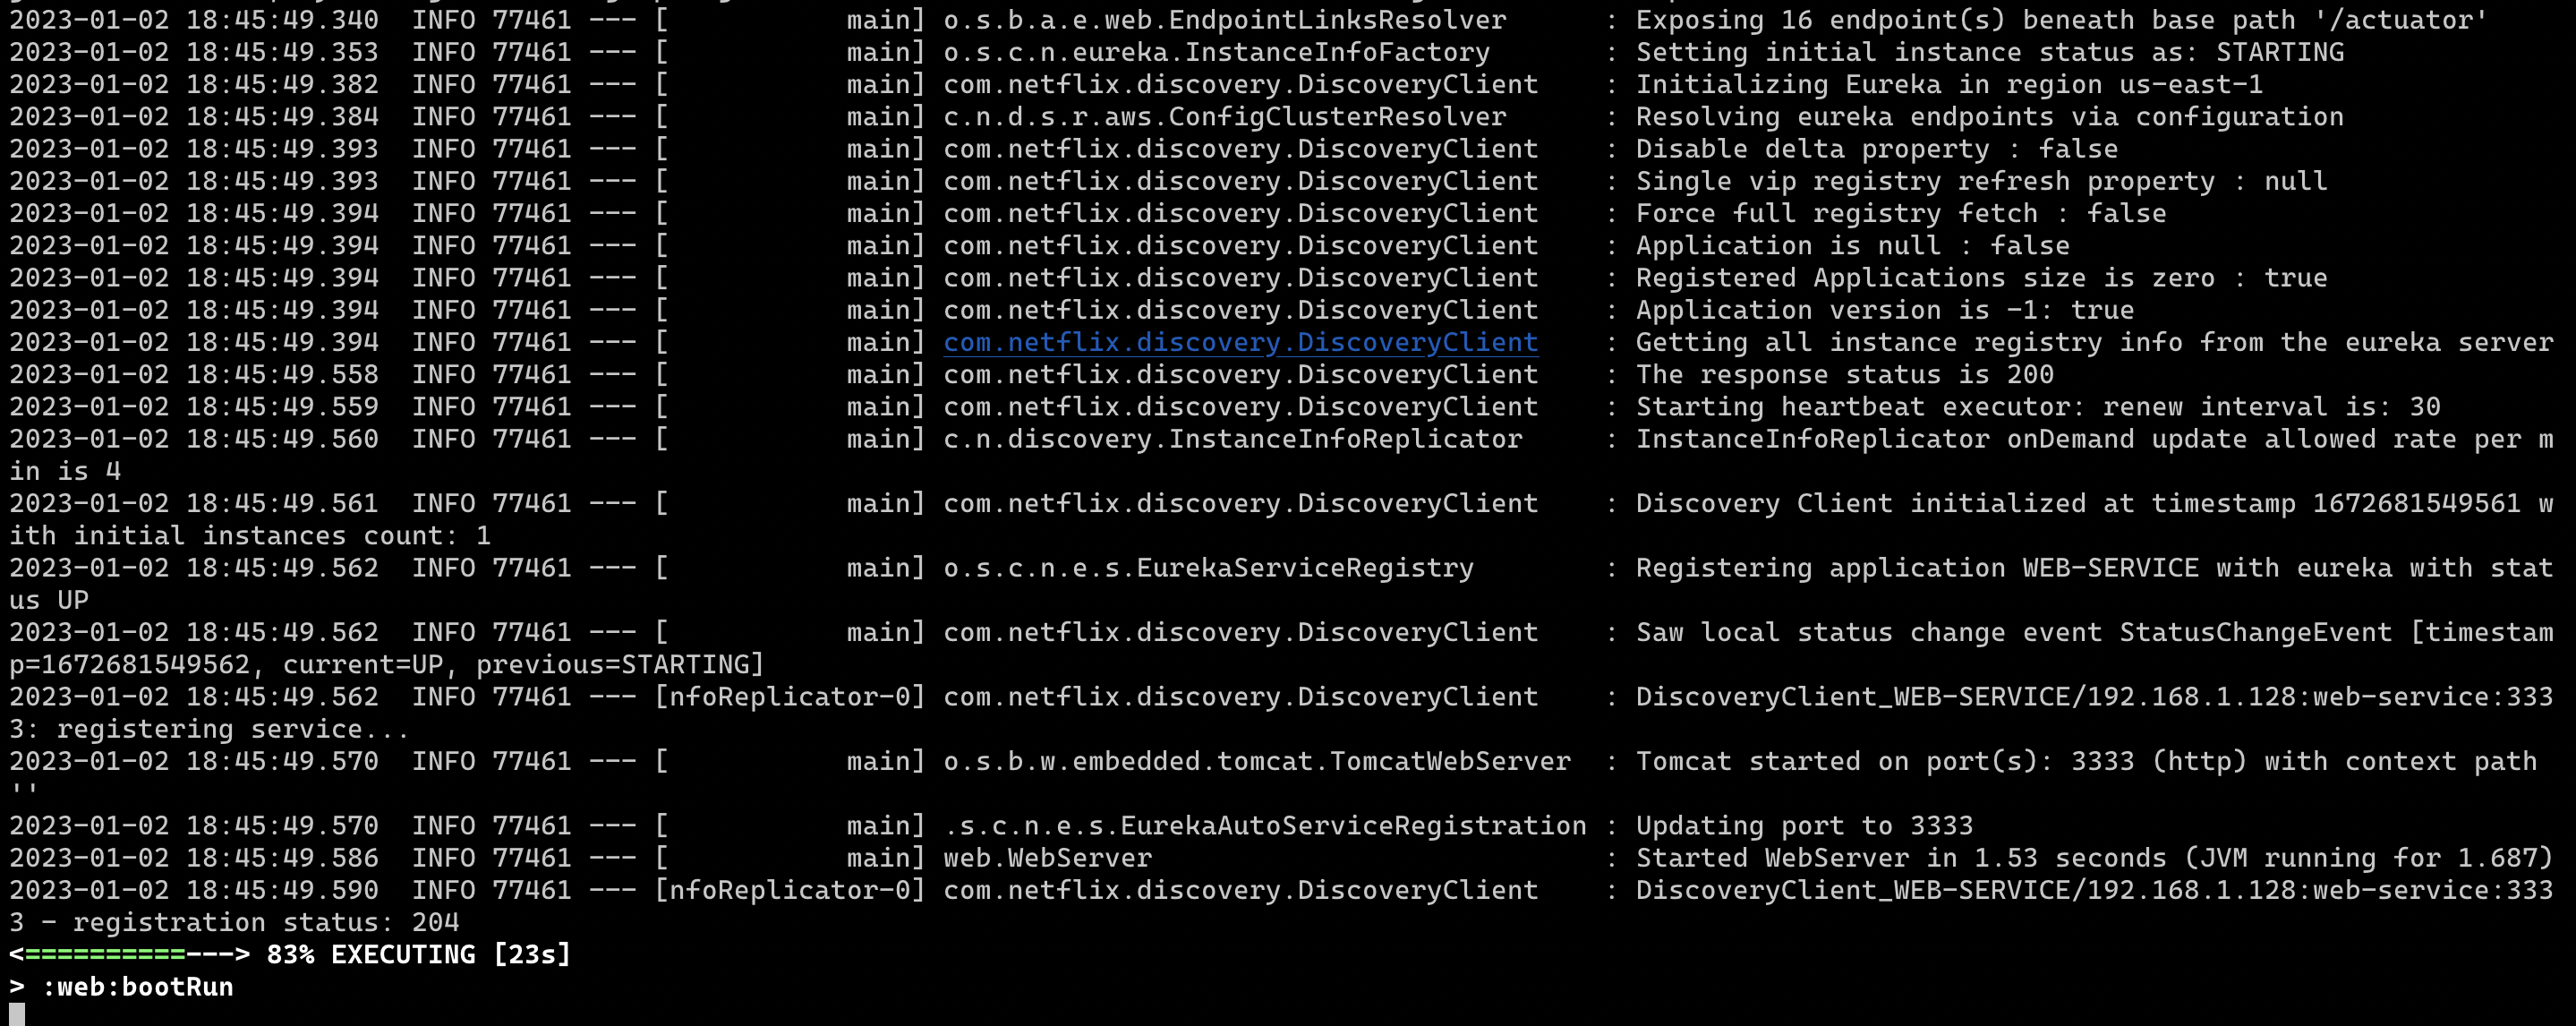 2023-01-02 18:45:49.340  INFO 77461 --- [           main] o.s.b.a.e.web.EndpointLinksResolver      : Exposing 16 endpoint(s) beneath base path '/actuator'
2023-01-02 18:45:49.353  INFO 77461 --- [           main] o.s.c.n.eureka.InstanceInfoFactory       : Setting initial instance status as: STARTING
2023-01-02 18:45:49.382  INFO 77461 --- [           main] com.netflix.discovery.DiscoveryClient    : Initializing Eureka in region us-east-1
2023-01-02 18:45:49.384  INFO 77461 --- [           main] c.n.d.s.r.aws.ConfigClusterResolver      : Resolving eureka endpoints via configuration
2023-01-02 18:45:49.393  INFO 77461 --- [           main] com.netflix.discovery.DiscoveryClient    : Disable delta property : false
2023-01-02 18:45:49.393  INFO 77461 --- [           main] com.netflix.discovery.DiscoveryClient    : Single vip registry refresh property : null
2023-01-02 18:45:49.394  INFO 77461 --- [           main] com.netflix.discovery.DiscoveryClient    : Force full registry fetch : false
2023-01-02 18:45:49.394  INFO 77461 --- [           main] com.netflix.discovery.DiscoveryClient    : Application is null : false
2023-01-02 18:45:49.394  INFO 77461 --- [           main] com.netflix.discovery.DiscoveryClient    : Registered Applications size is zero : true
2023-01-02 18:45:49.394  INFO 77461 --- [           main] com.netflix.discovery.DiscoveryClient    : Application version is -1: true
2023-01-02 18:45:49.394  INFO 77461 --- [           main] com.netflix.discovery.DiscoveryClient    : Getting all instance registry info from the eureka server
2023-01-02 18:45:49.558  INFO 77461 --- [           main] com.netflix.discovery.DiscoveryClient    : The response status is 200
2023-01-02 18:45:49.559  INFO 77461 --- [           main] com.netflix.discovery.DiscoveryClient    : Starting heartbeat executor: renew interval is: 30
2023-01-02 18:45:49.560  INFO 77461 --- [           main] c.n.discovery.InstanceInfoReplicator     : InstanceInfoReplicator onDemand update allowed rate per m
in is 4
2023-01-02 18:45:49.561  INFO 77461 --- [           main] com.netflix.discovery.DiscoveryClient    : Discovery Client initialized at timestamp 1672681549561 w
ith initial instances count: 1
2023-01-02 18:45:49.562  INFO 77461 --- [           main] o.s.c.n.e.s.EurekaServiceRegistry        : Registering application WEB-SERVICE with eureka with stat
us UP
2023-01-02 18:45:49.562  INFO 77461 --- [           main] com.netflix.discovery.DiscoveryClient    : Saw local status change event StatusChangeEvent [timestam
p=1672681549562, current=UP, previous=STARTING]
2023-01-02 18:45:49.562  INFO 77461 --- [nfoReplicator-0] com.netflix.discovery.DiscoveryClient    : DiscoveryClient_WEB-SERVICE/192.168.1.128:web-service:333
3: registering service...
2023-01-02 18:45:49.570  INFO 77461 --- [           main] o.s.b.w.embedded.tomcat.TomcatWebServer  : Tomcat started on port(s): 3333 (http) with context path
''
2023-01-02 18:45:49.570  INFO 77461 --- [           main] .s.c.n.e.s.EurekaAutoServiceRegistration : Updating port to 3333
2023-01-02 18:45:49.586  INFO 77461 --- [           main] web.WebServer                            : Started WebServer in 1.53 seconds (JVM running for 1.687)
2023-01-02 18:45:49.590  INFO 77461 --- [nfoReplicator-0] com.netflix.discovery.DiscoveryClient    : DiscoveryClient_WEB-SERVICE/192.168.1.128:web-service:333
3 - registration status: 204
<==========---> 83% EXECUTING [23s]
> :web:bootRun